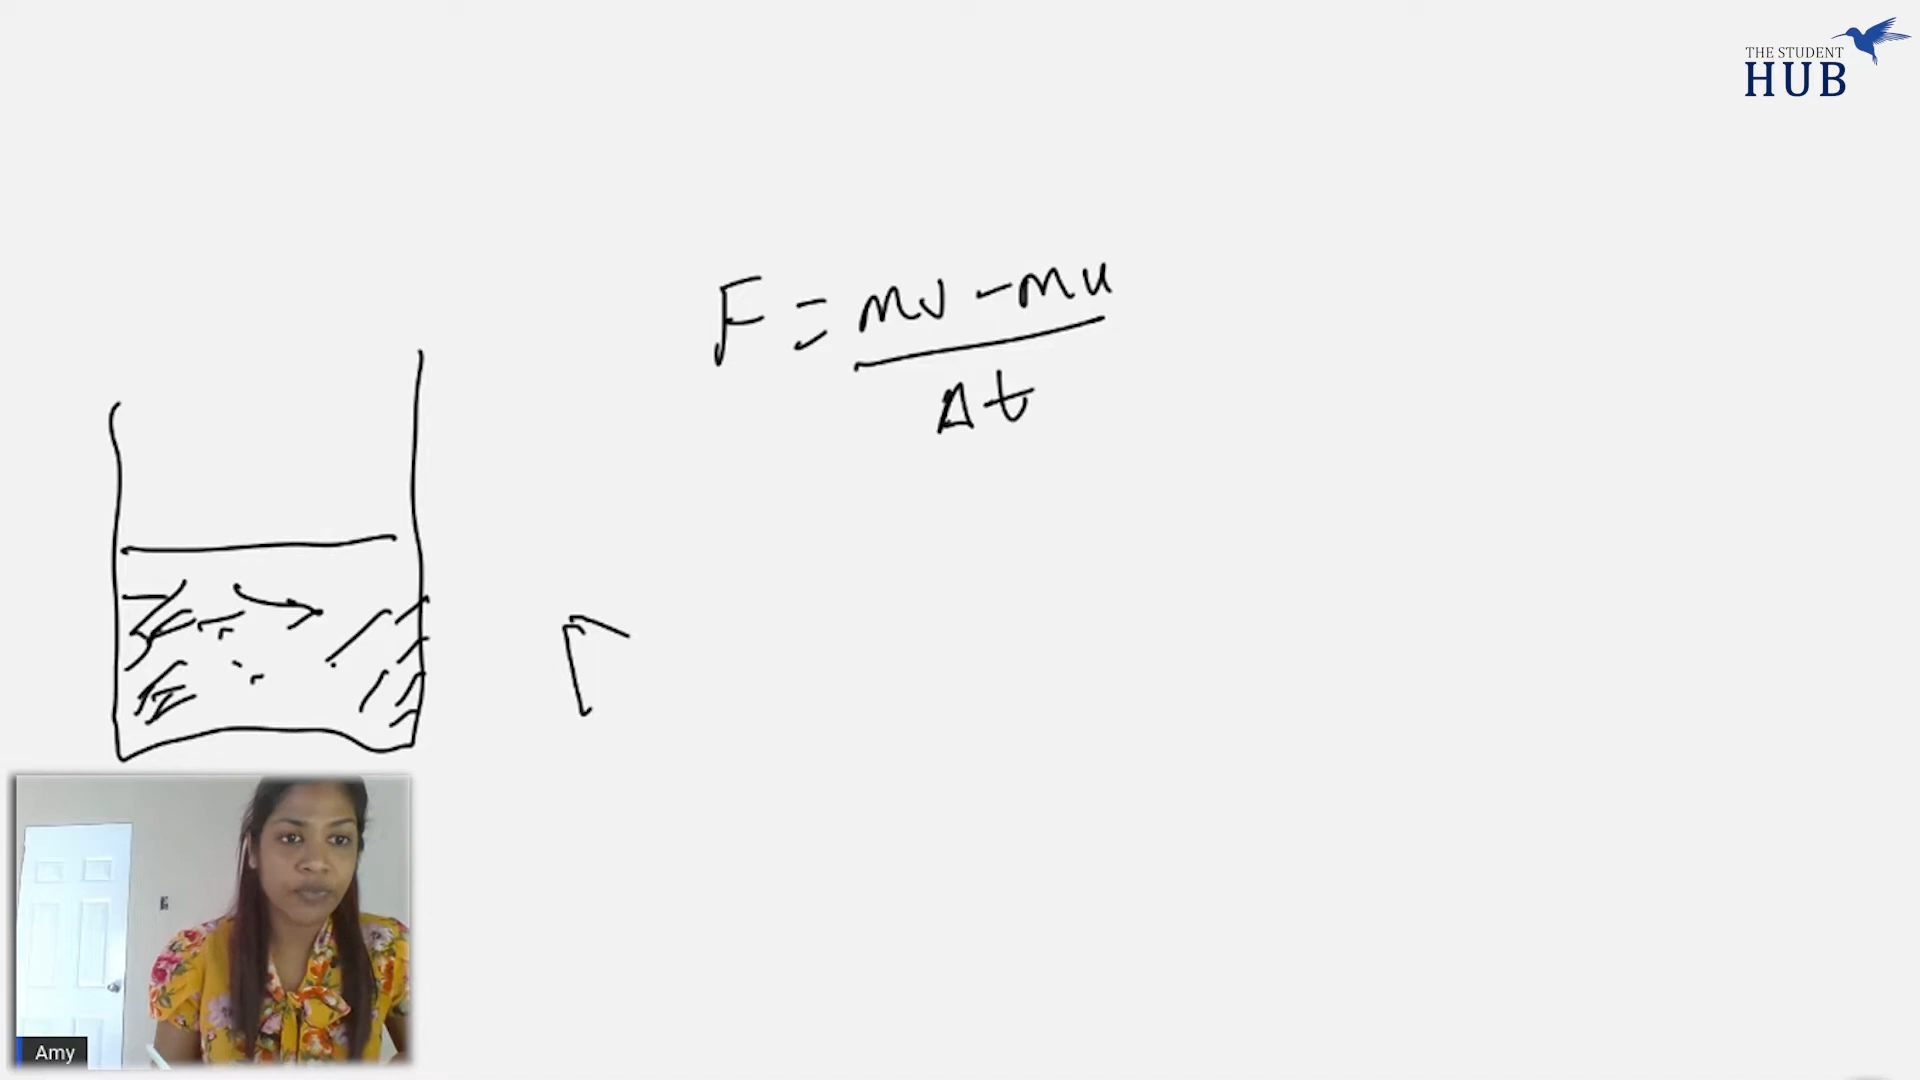 THE STUDENT
HUB
F = mv - mu
Δt
Amy